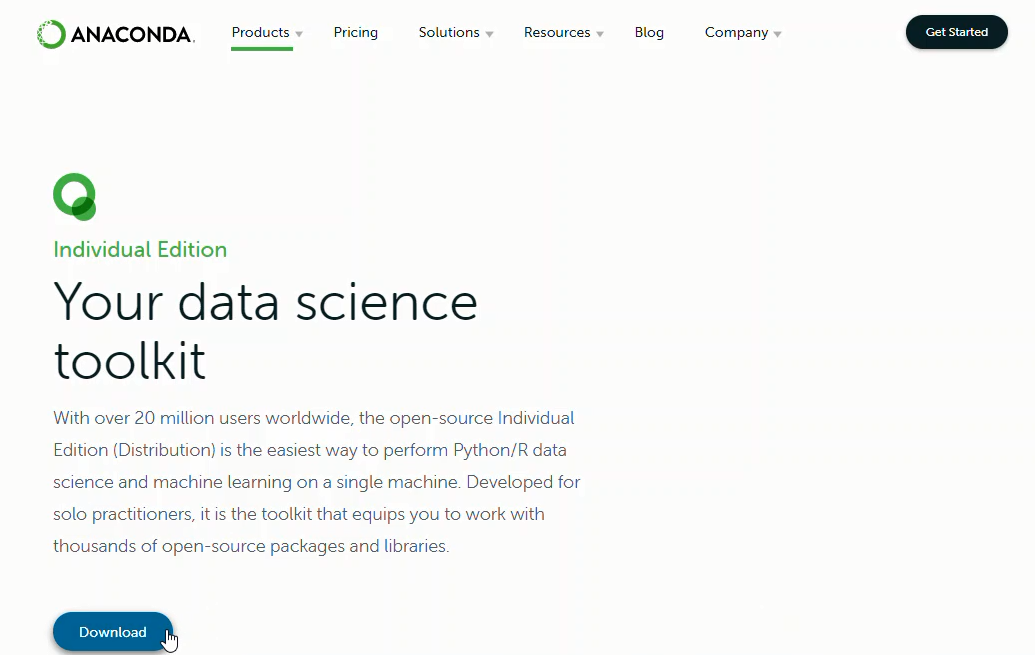 ANACONDA.
Products
Pricing
Solutions
Resources
Blog
Company
Get Started
Individual Edition
Your data science
toolkit
With over 20 million users worldwide, the open-source Individual
Edition (Distribution) is the easiest way to perform Python/R data
science and machine learning on a single machine. Developed for
solo practitioners, it is the toolkit that equips you to work with
thousands of open-source packages and libraries.
Download